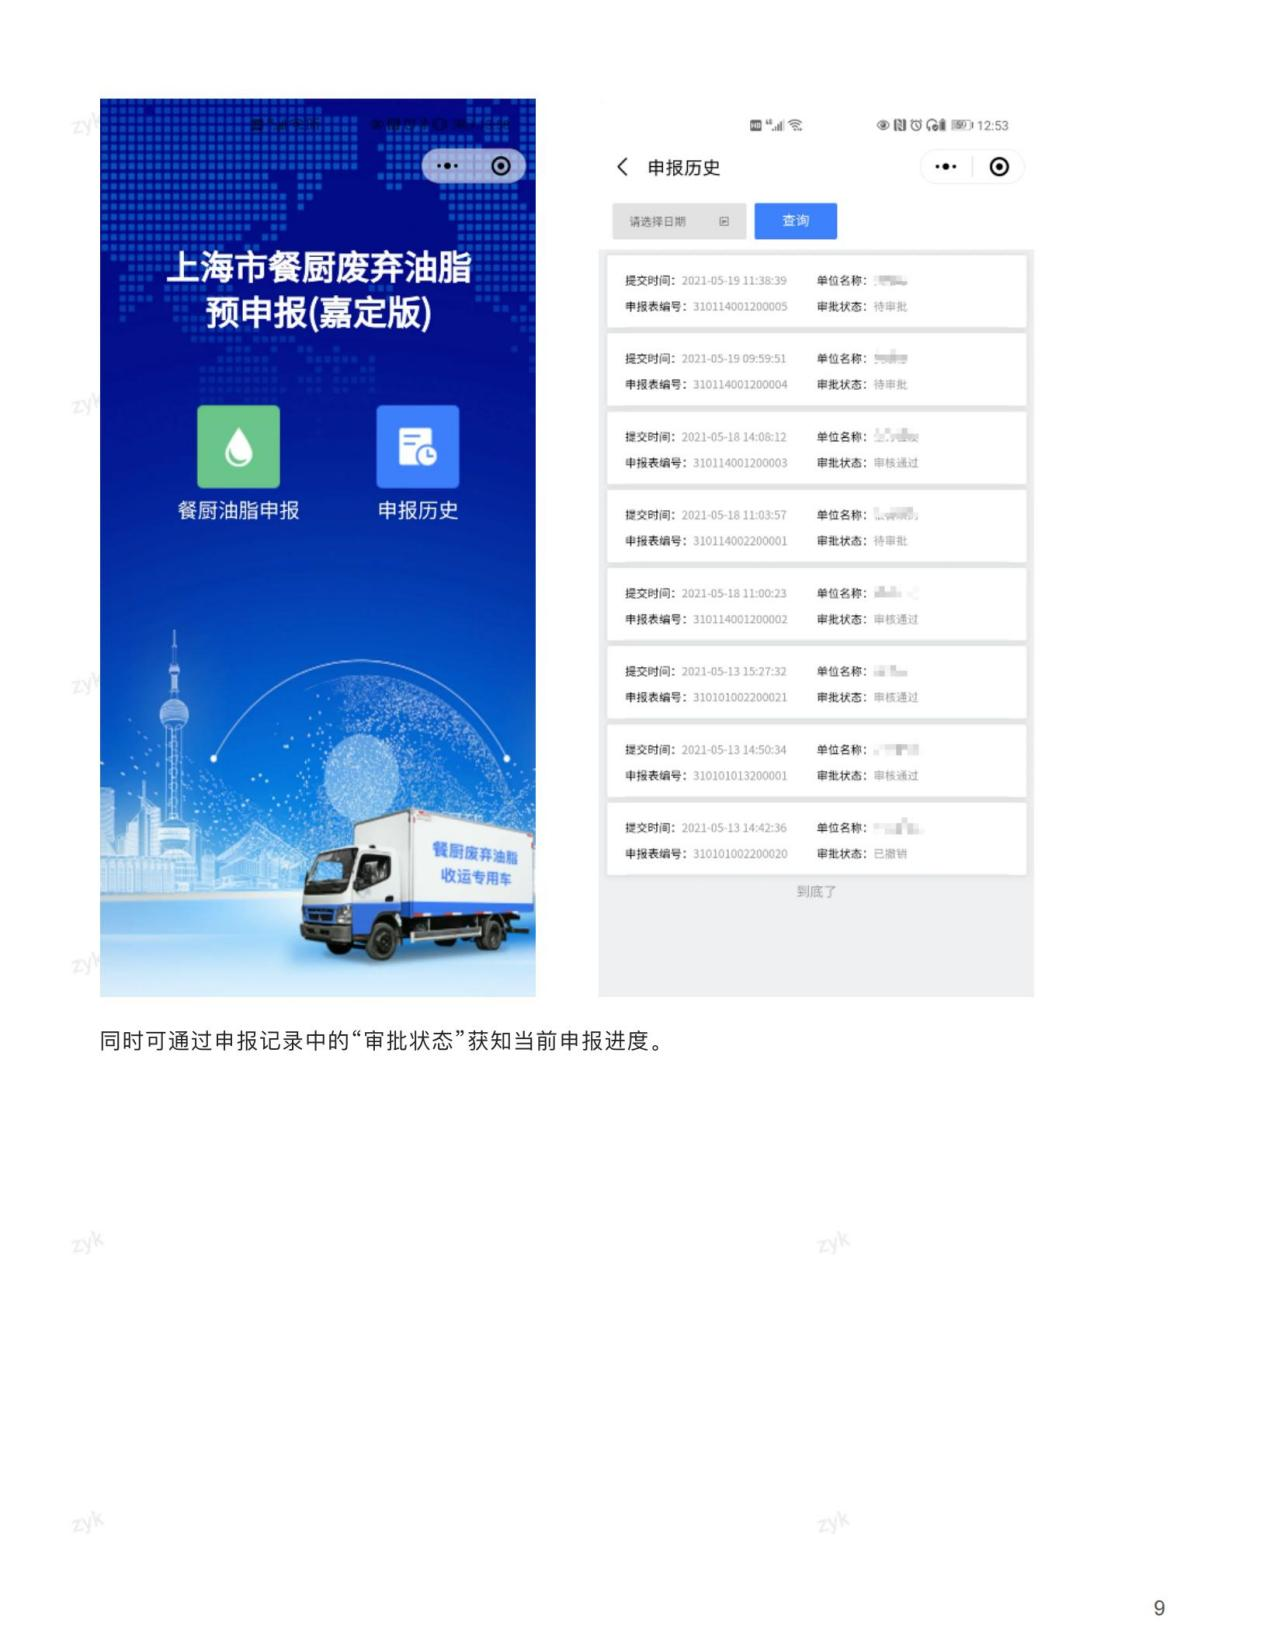 上海市餐厨废弃油脂
预申报(嘉定版)
餐厨油脂申报
申报历史
餐厨废弃油脂
收运专用车
12:53
申报历史
请选择日期
查询
提交时间: 2021-05-19 11:38:39 单位名称:
申报表编号: 310114001200005 审批状态: 待审批
提交时间: 2021-05-19 09:59:51 单位名称:
申报表编号: 310114001200004 审批状态: 待审批
提交时间: 2021-05-18 14:08:12 单位名称:
申报表编号: 310114001200003 审批状态: 审核通过
提交时间: 2021-05-18 11:03:57 单位名称:
申报表编号: 310114002200001 审批状态: 待审批
提交时间: 2021-05-18 11:00:23 单位名称:
申报表编号: 310114001200002 审批状态: 审核通过
提交时间: 2021-05-13 15:27:32 单位名称:
申报表编号: 310101002200021 审批状态: 审核通过
提交时间: 2021-05-13 14:50:34 单位名称:
申报表编号: 310101013200001 审批状态: 审核通过
提交时间: 2021-05-13 14:42:36 单位名称:
申报表编号: 310101002200020 审批状态: 已撤销
到底了
同时可通过申报记录中的“审批状态”获知当前申报进度。
zyk
zyk
zyk
zyk
zyk
zyk
zyk
zyk
9